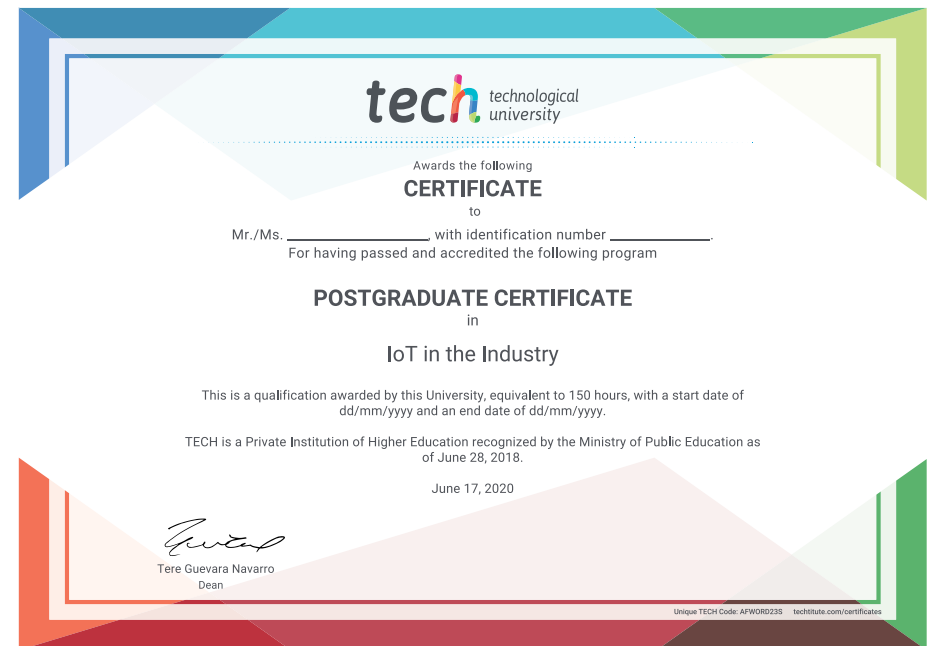 tech technological
university
Awards the following
CERTIFICATE
to
Mr./Ms. ____________________, with identification number ______________.
For having passed and accredited the following program
POSTGRADUATE CERTIFICATE
in
IoT in the Industry
This is a qualification awarded by this University, equivalent to 150 hours, with a start date of
dd/mm/yyyy and an end date of dd/mm/yyyy.
TECH is a Private Institution of Higher Education recognized by the Ministry of Public Education as
of June 28, 2018.
June 17, 2020
Tere Guevara Navarro
Dean
Unique TECH Code: AFWORD23S techtitute.com/certificates